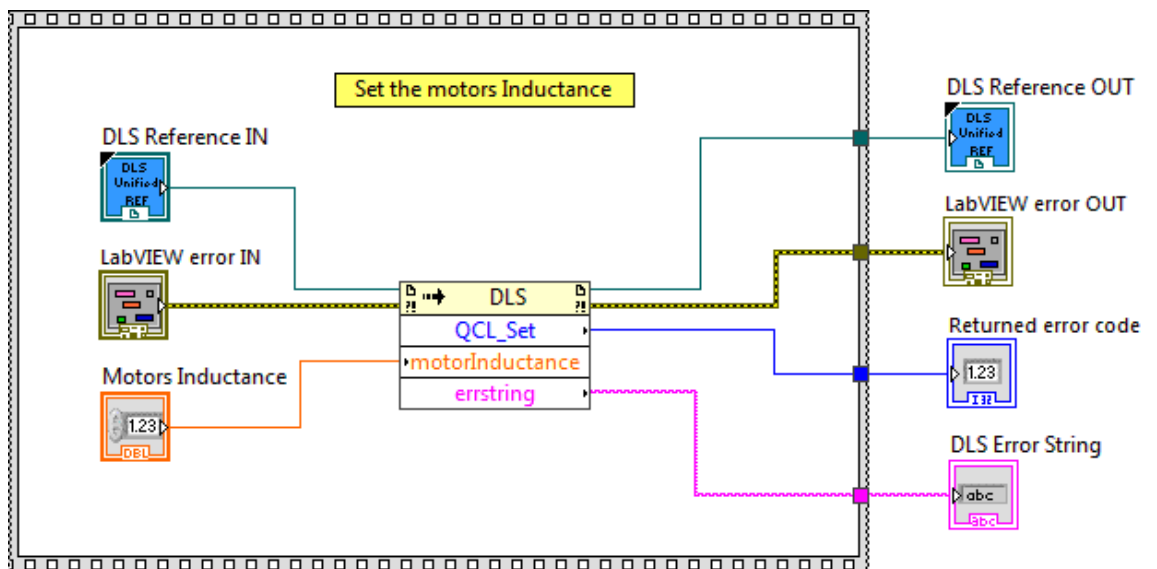 Set the motors Inductance
DLS Reference IN
DLS
Unified
REF
LabVIEW error IN
?!
Motors Inductance
1.23
DBL
DLS
?!
?!
QCL_Set
motorInductance
errstring
DLS Reference OUT
DLS
Unified
REF
LabVIEW error OUT
?!
Returned error code
1.23
I32
DLS Error String
abc
abc